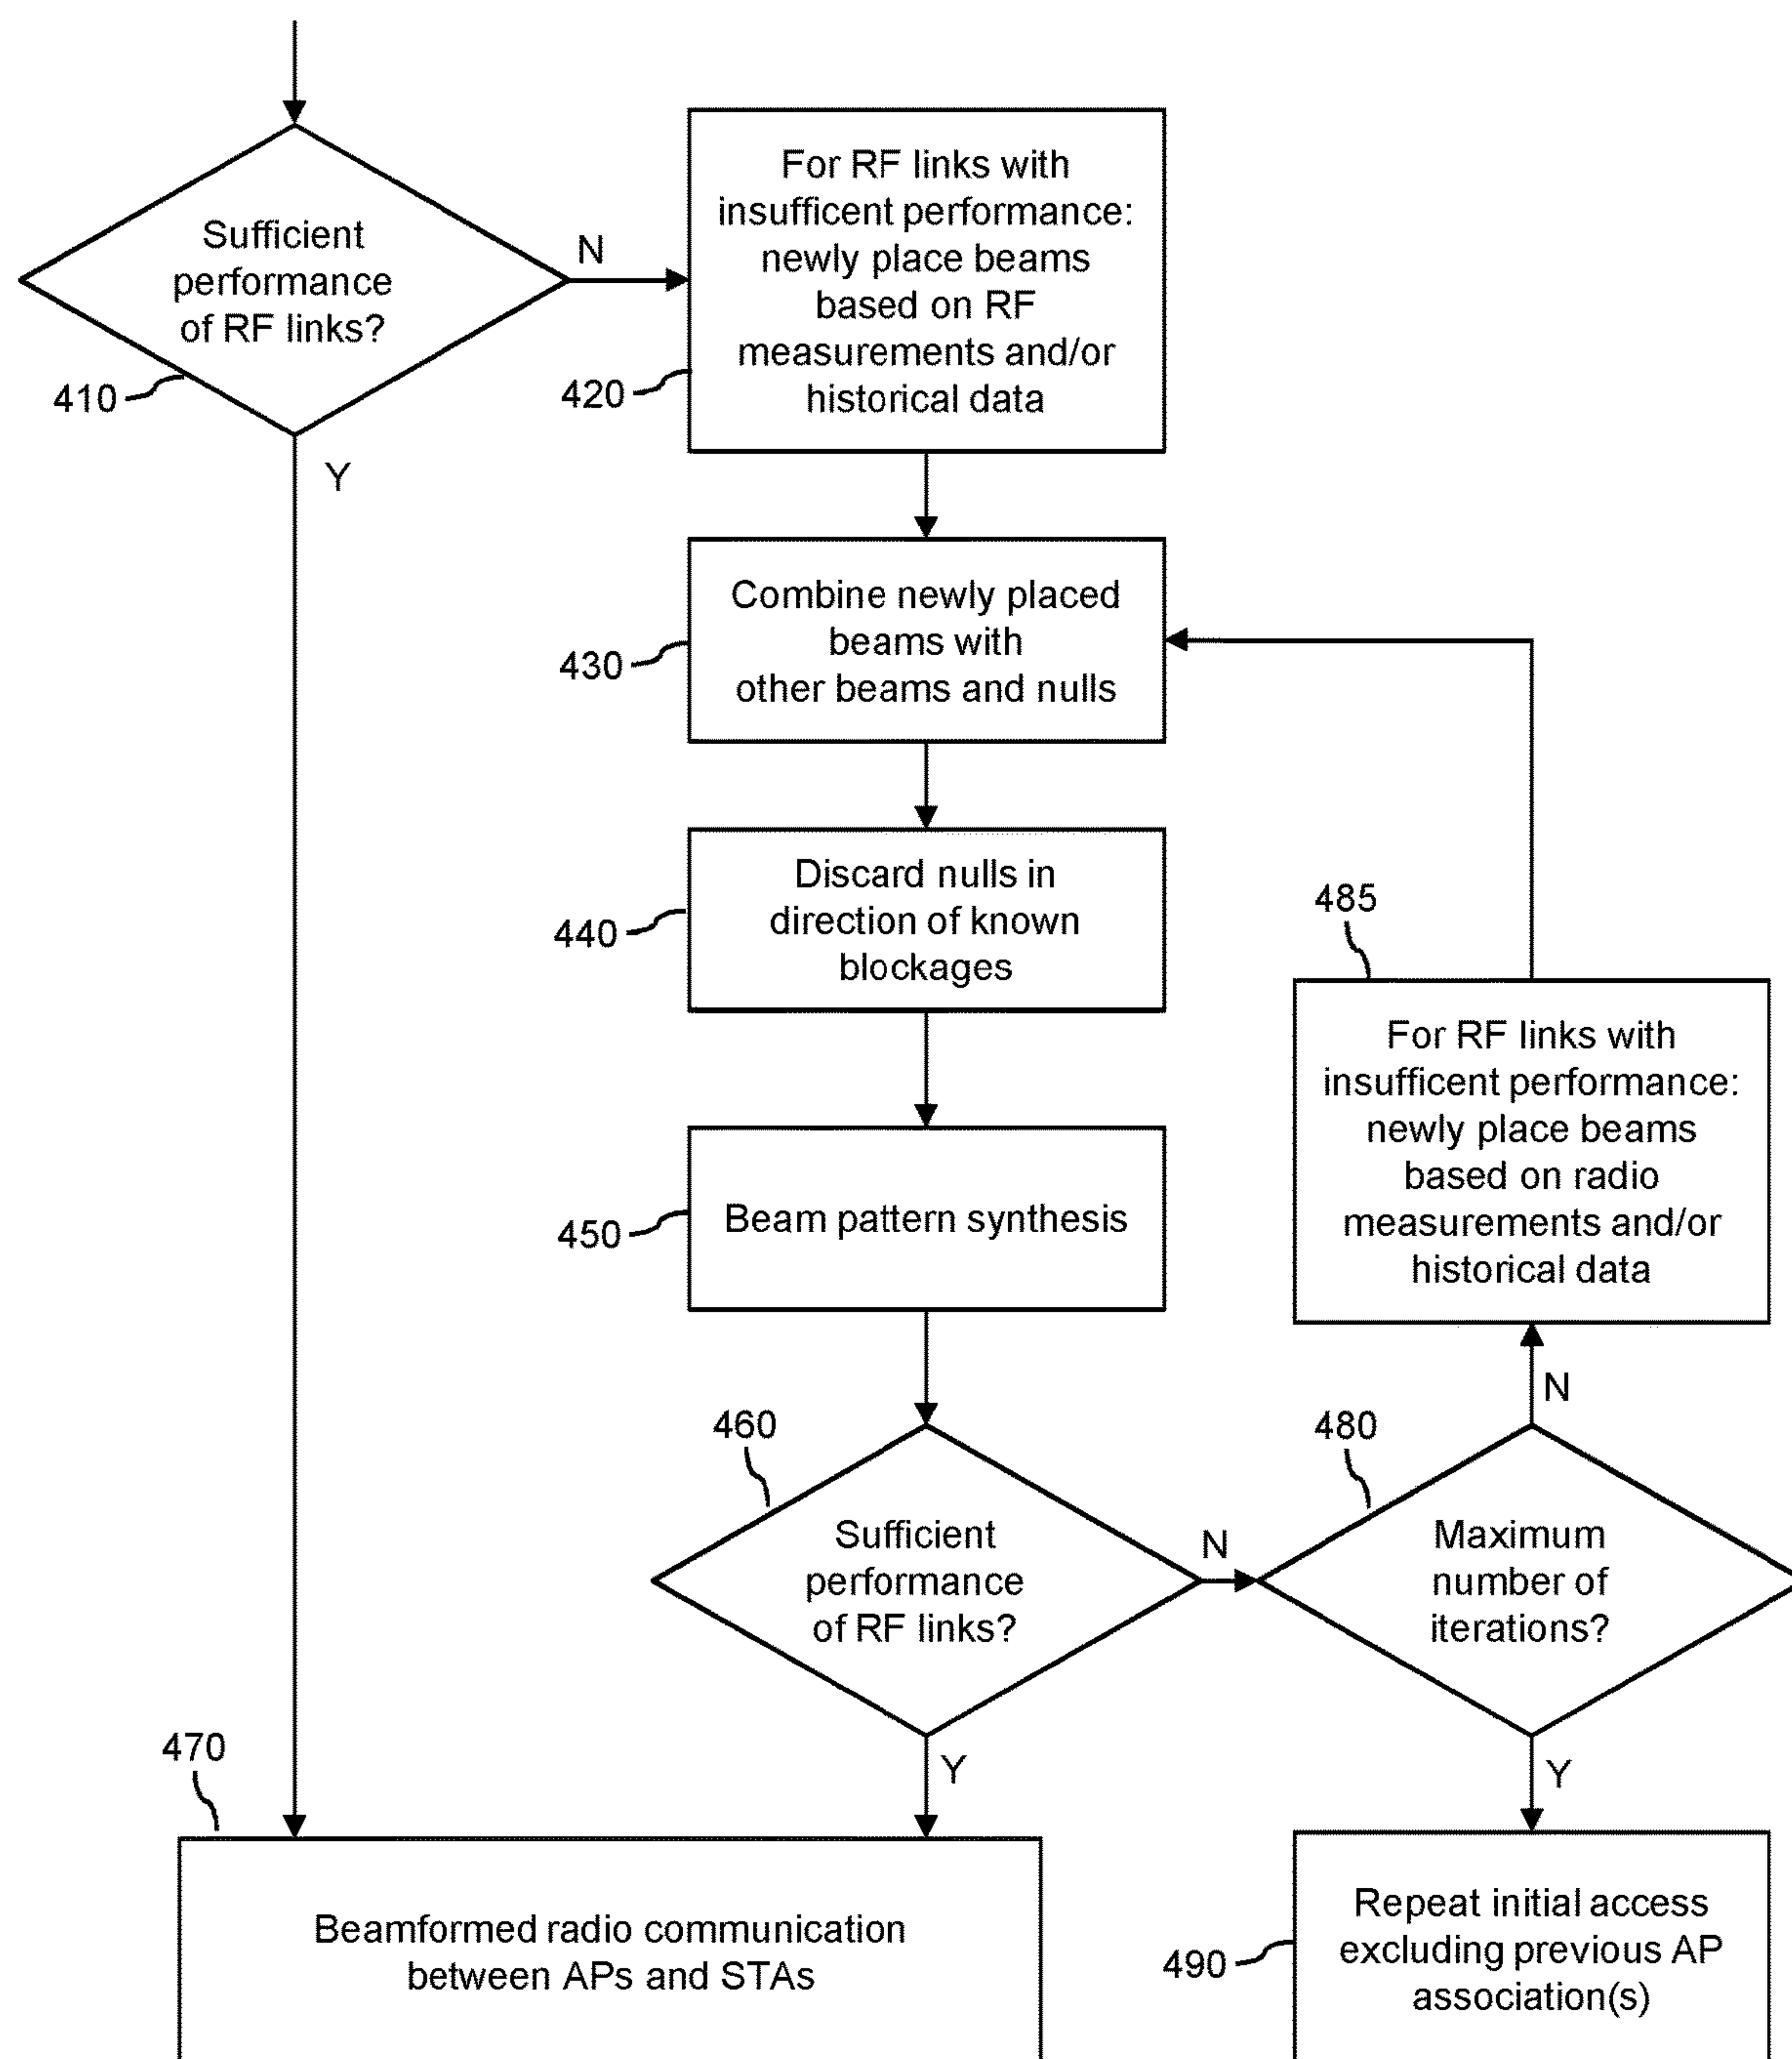 Sufficient
performance
of RF links?
410
N
Y
For RF links with
insufficent performance:
newly place beams
based on RF
measurements and/or
historical data
420
Combine newly placed
beams with
other beams and nulls
430
Discard nulls in
direction of known
blockages
440
485
For RF links with
insufficent performance:
newly place beams
based on radio
measurements and/or
historical data
Beam pattern synthesis
450
N
460
480
Sufficient
performance
of RF links?
N
Maximum
number of
iterations?
470
Y
Y
Beamformed radio communication
between APs and STAs
Repeat initial access
excluding previous AP
association(s)
490